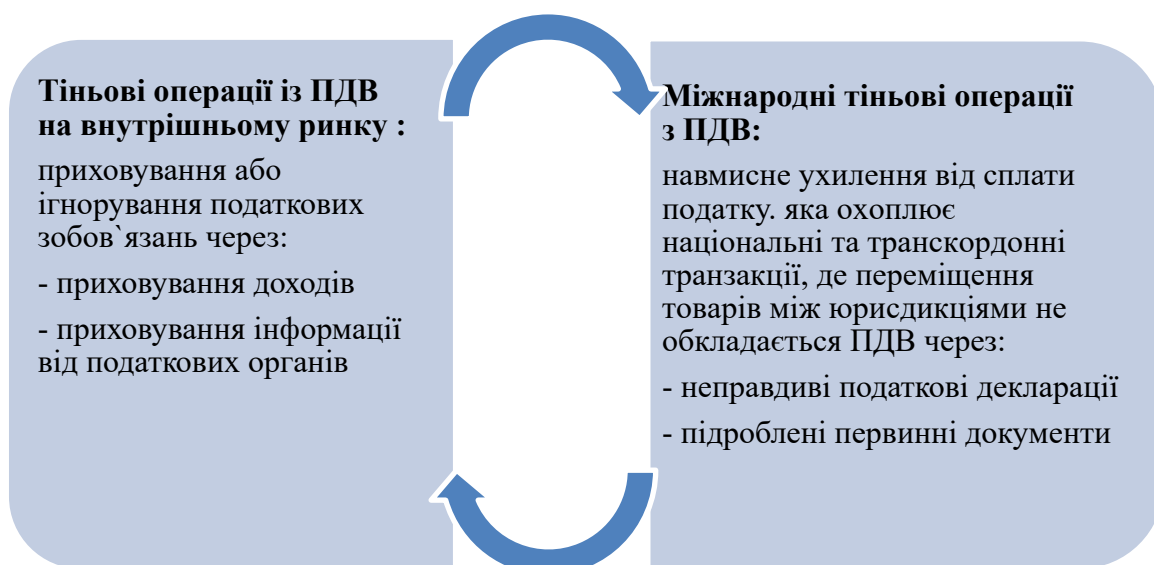 Тіньові операції із ПДВ
на внутрішньому ринку :
приховування або
ігнорування податкових
зобов`язань через:
- приховування доходів
- приховування інформації
від податкових органів
Міжнародні тіньові операції
з ПДВ:
навмисне ухилення від сплати
податку. яка охоплює
національні та транскордонні
транзакції, де переміщення
товарів між юрисдикціями не
обкладається ПДВ через:
- неправдиві податкові декларації
- підроблені первинні документи